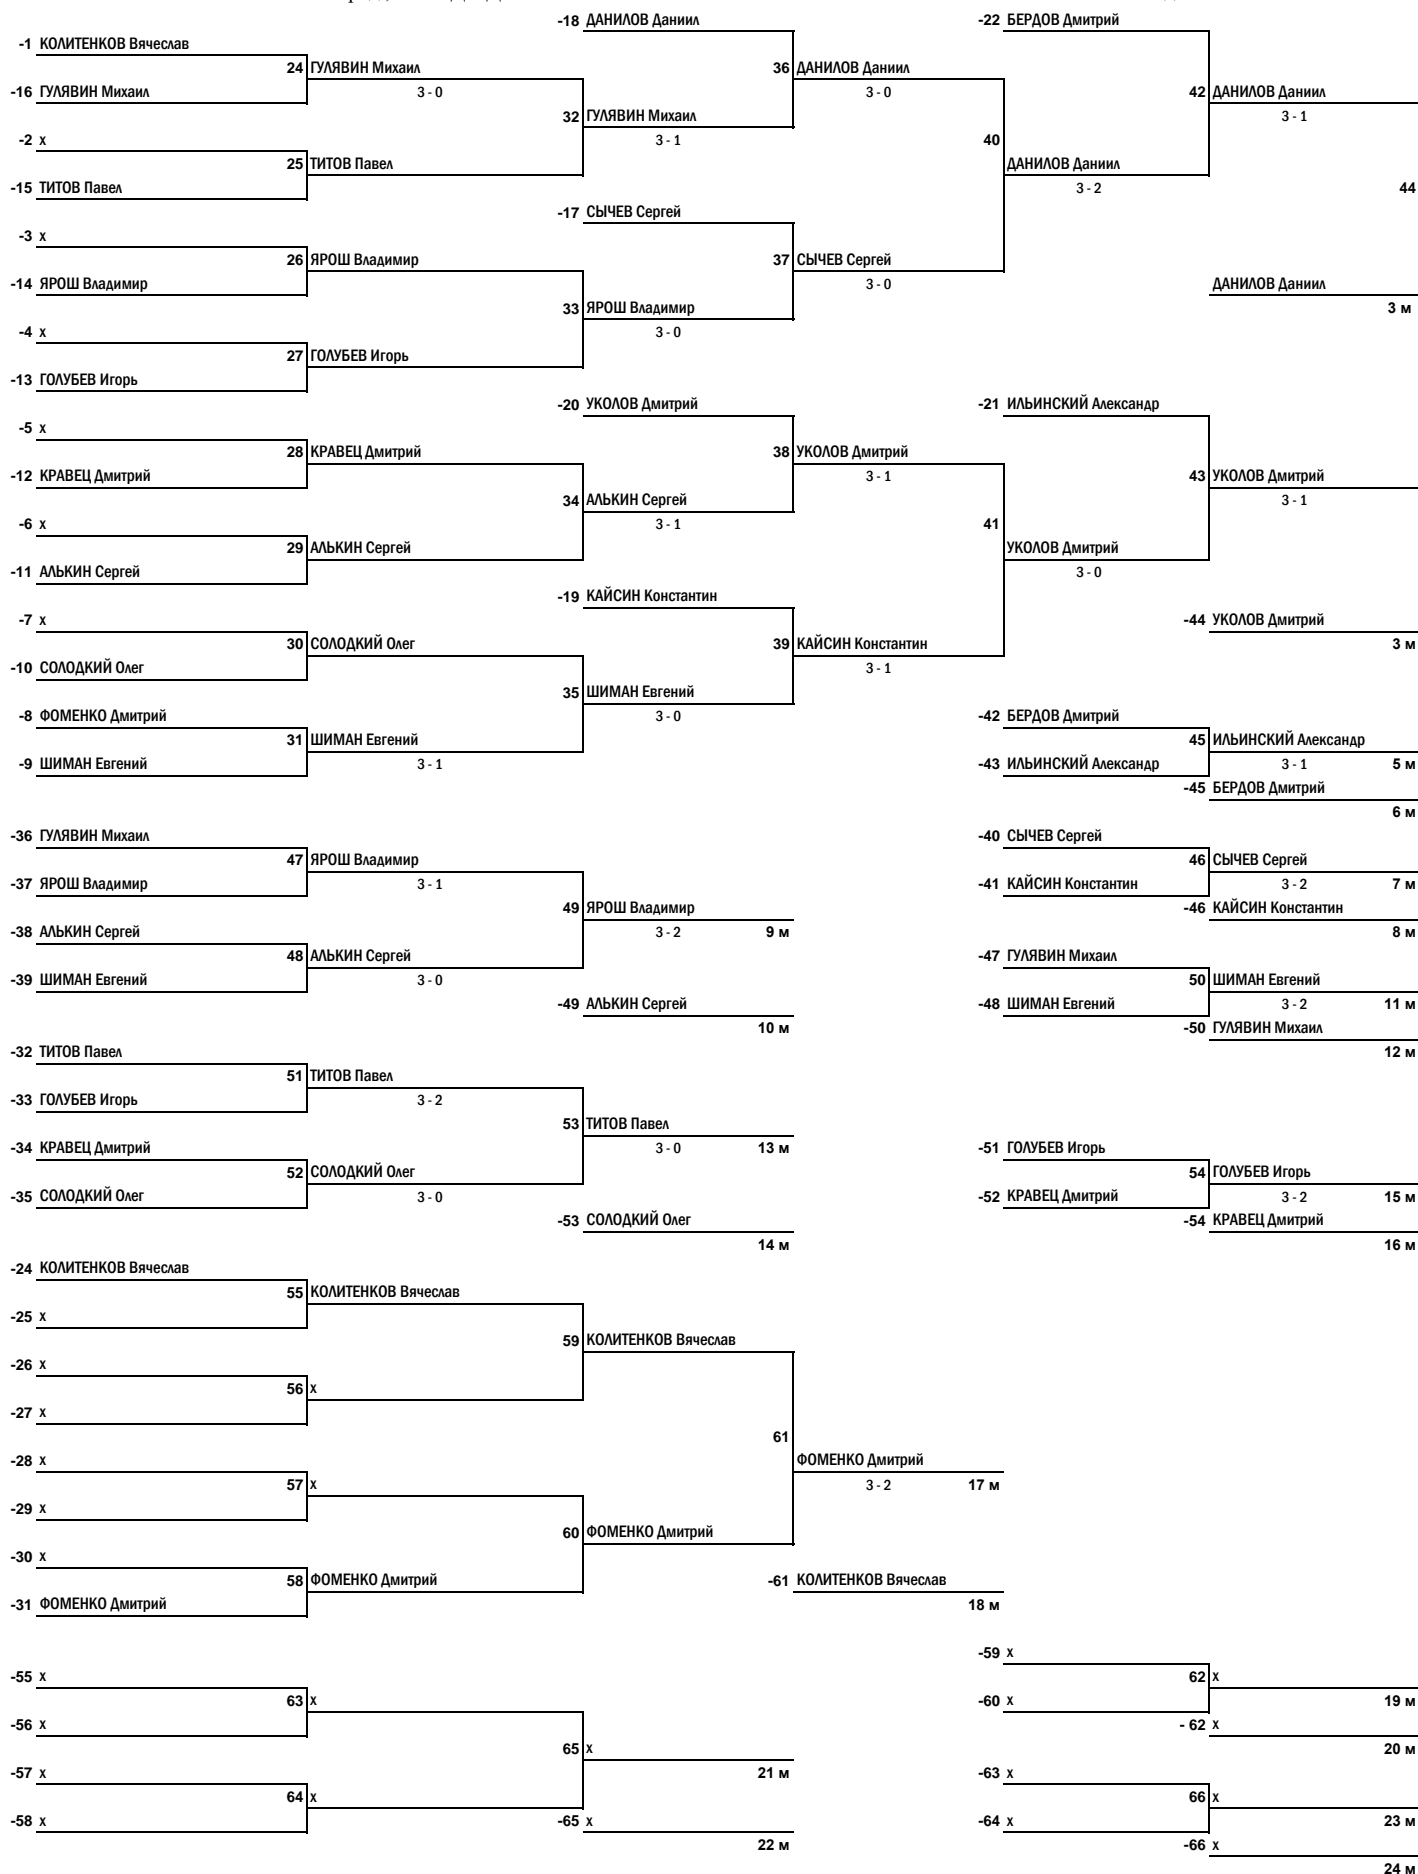 -18 ДАНИЛОВ Даниил
-22 БЕРДОВ Дмитрий
-1 КОЛИТЕНКОВ Вячеслав
24 ГУЛЯВИН Михаил
36 ДАНИЛОВ Даниил
-16 ГУЛЯВИН Михаил
3 - 0
3 - 0
42 ДАНИЛОВ Даниил
32 ГУЛЯВИН Михаил
3 - 1
-2 х
3 - 1
40
25 ТИТОВ Павел
ДАНИЛОВ Даниил
-15 ТИТОВ Павел
3 - 2
44
-17 СЫЧЕВ Сергей
-3 х
26 ЯРОШ Владимир
37 СЫЧЕВ Сергей
-14 ЯРОШ Владимир
3 - 0
ДАНИЛОВ Даниил
33 ЯРОШ Владимир
3 м
-4 х
3 - 0
27 ГОЛУБЕВ Игорь
-13 ГОЛУБЕВ Игорь
-20 УКОЛОВ Дмитрий
-21 ИЛЬИНСКИЙ Александр
-5 х
28 КРАВЕЦ Дмитрий
38 УКОЛОВ Дмитрий
-12 КРАВЕЦ Дмитрий
3 - 1
43 УКОЛОВ Дмитрий
34 АЛЬКИН Сергей
3 - 1
-6 х
3 - 1
41
29 АЛЬКИН Сергей
УКОЛОВ Дмитрий
-11 АЛЬКИН Сергей
3 - 0
-19 КАЙСИН Константин
-7 х
-44 УКОЛОВ Дмитрий
30 СОЛОДКИЙ Олег
39 КАЙСИН Константин
3 м
-10 СОЛОДКИЙ Олег
3 - 1
35 ШИМАН Евгений
-8 ФОМЕНКО Дмитрий
3 - 0
-42 БЕРДОВ Дмитрий
31 ШИМАН Евгений
45 ИЛЬИНСКИЙ Александр
-9 ШИМАН Евгений
3 - 1
-43 ИЛЬИНСКИЙ Александр
3 - 1
5 м
-45 БЕРДОВ Дмитрий
6 м
-36 ГУЛЯВИН Михаил
-40 СЫЧЕВ Сергей
47 ЯРОШ Владимир
46 СЫЧЕВ Сергей
-37 ЯРОШ Владимир
3 - 1
-41 КАЙСИН Константин
3 - 2
7 м
49 ЯРОШ Владимир
-46 КАЙСИН Константин
-38 АЛЬКИН Сергей
3 - 2
9 м
8 м
48 АЛЬКИН Сергей
-47 ГУЛЯВИН Михаил
-39 ШИМАН Евгений
3 - 0
50 ШИМАН Евгений
-49 АЛЬКИН Сергей
-48 ШИМАН Евгений
3 - 2
11 м
10 м
-50 ГУЛЯВИН Михаил
-32 ТИТОВ Павел
12 м
51 ТИТОВ Павел
-33 ГОЛУБЕВ Игорь
3 - 2
53 ТИТОВ Павел
-34 КРАВЕЦ Дмитрий
3 - 0
13 м
-51 ГОЛУБЕВ Игорь
52 СОЛОДКИЙ Олег
54 ГОЛУБЕВ Игорь
-35 СОЛОДКИЙ Олег
3 - 0
-52 КРАВЕЦ Дмитрий
3 - 2
15 м
-53 СОЛОДКИЙ Олег
-54 КРАВЕЦ Дмитрий
14 м
16 м
-24 КОЛИТЕНКОВ Вячеслав
55 КОЛИТЕНКОВ Вячеслав
-25 х
59 КОЛИТЕНКОВ Вячеслав
-26 х
56 х
-27 х
61
-28 х
ФОМЕНКО Дмитрий
57 х
3 - 2
17 м
-29 х
60 ФОМЕНКО Дмитрий
-30 х
58 ФОМЕНКО Дмитрий
-61 КОЛИТЕНКОВ Вячеслав
-31 ФОМЕНКО Дмитрий
18 м
-59 х
-55 х
62 х
63 х
-60 х
19 м
-56 х
- 62 х
65 х
20 м
-57 х
21 м
-63 х
64 х
66 х
-58 х
-65 х
-64 х
23 м
22 м
-66 х
24 м